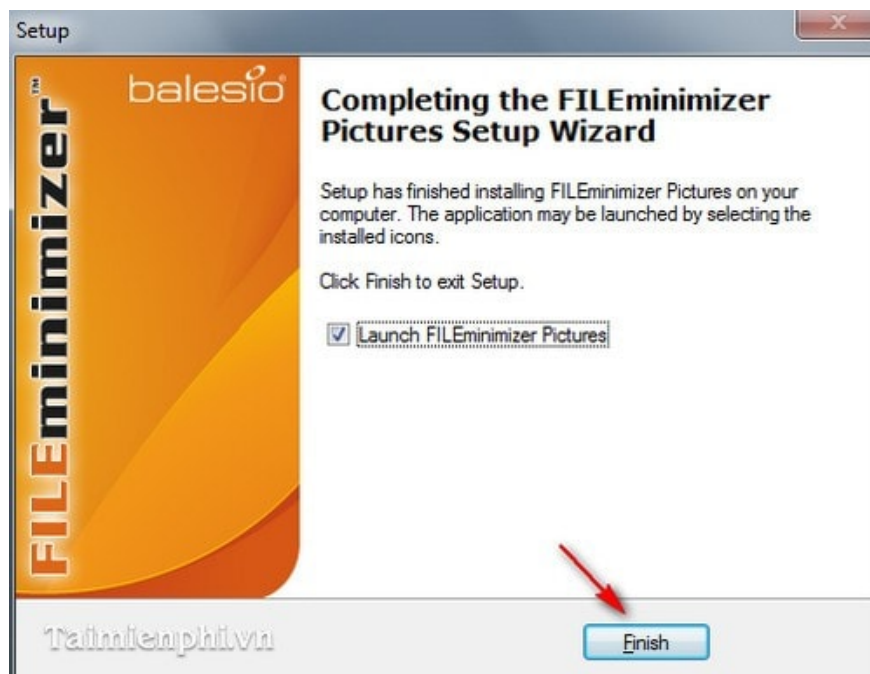 Setup
FILEminimizer™
balesio
Completing the FILEminimizer
Pictures Setup Wizard
Setup has finished installing FILEminimizer Pictures on your
computer. The application may be launched by selecting the
installed icons.
Click Finish to exit Setup.
Launch FILEminimizer Pictures
Taimienphi.vn
Finish